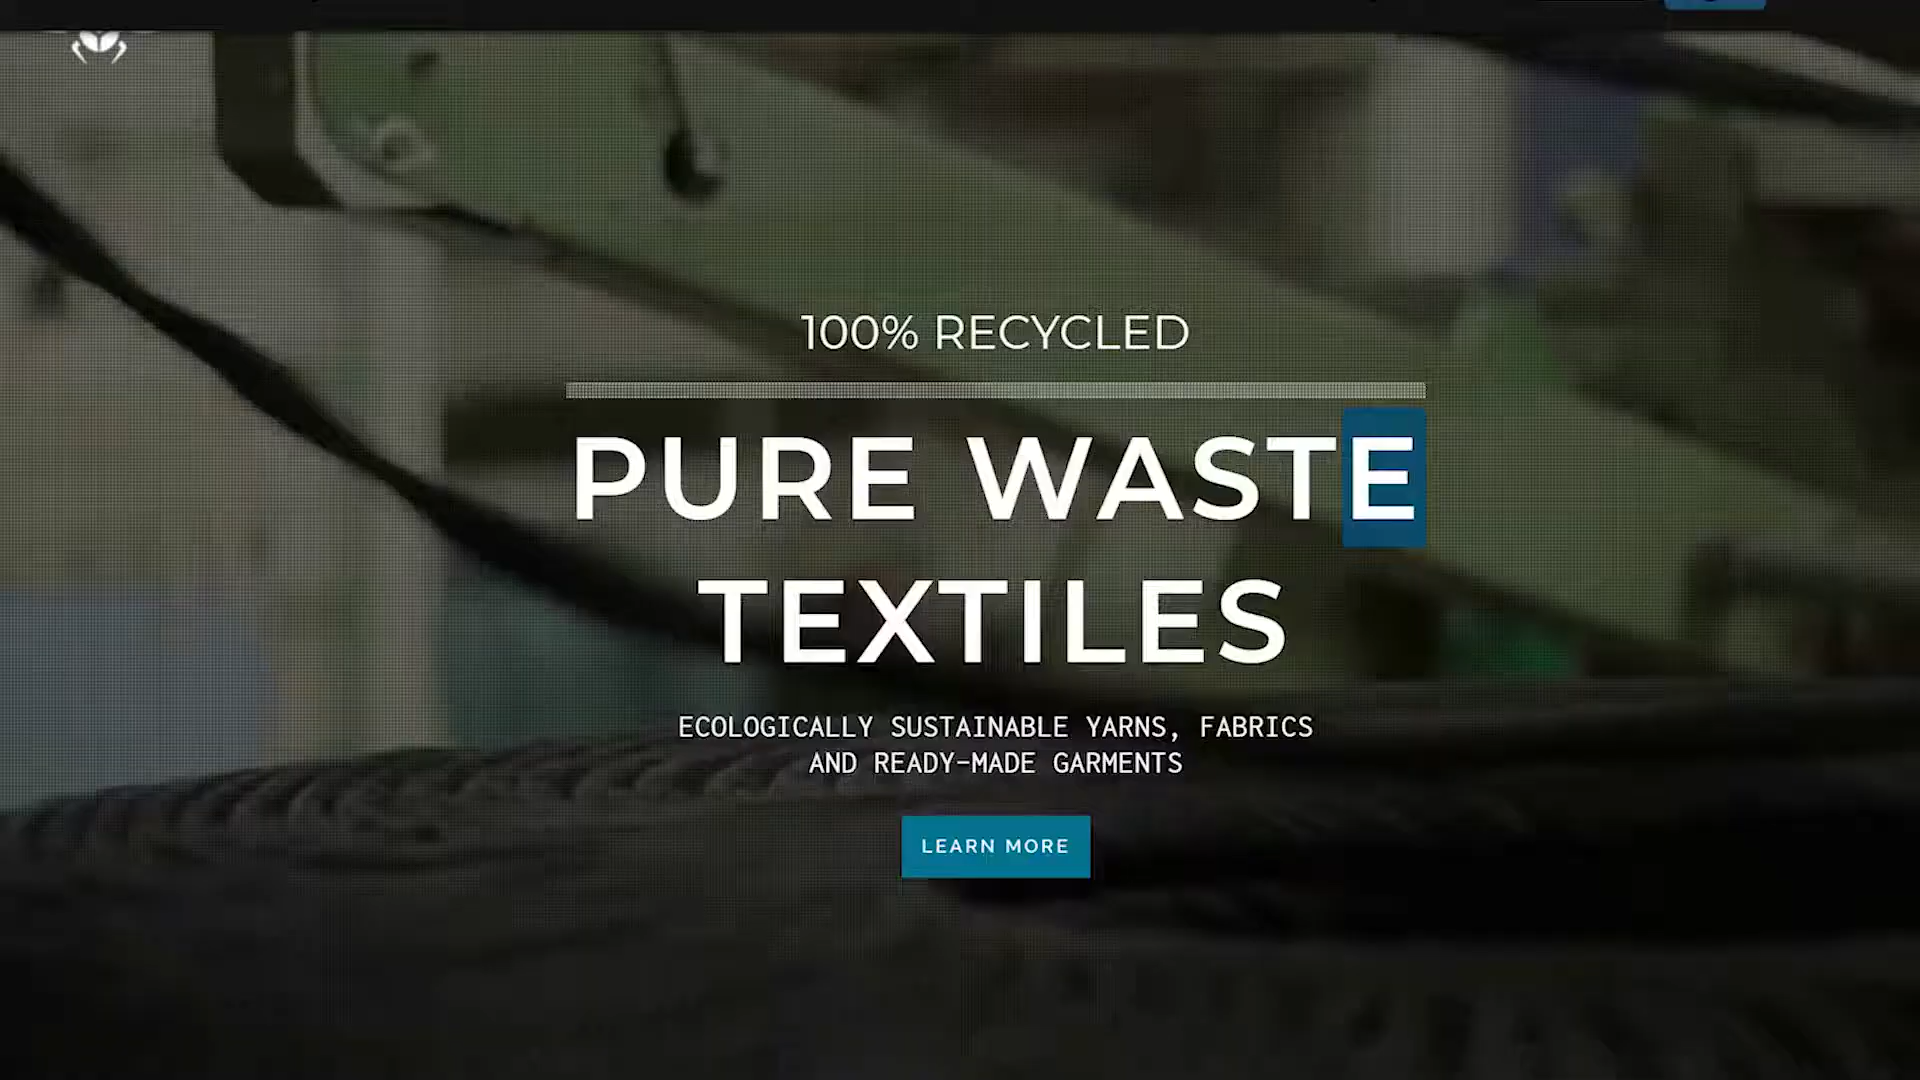 100% RECYCLED
PURE WASTE
TEXTILES
ECOLOGICALLY SUSTAINABLE YARNS, FABRICS
AND READY-MADE GARMENTS
LEARN MORE